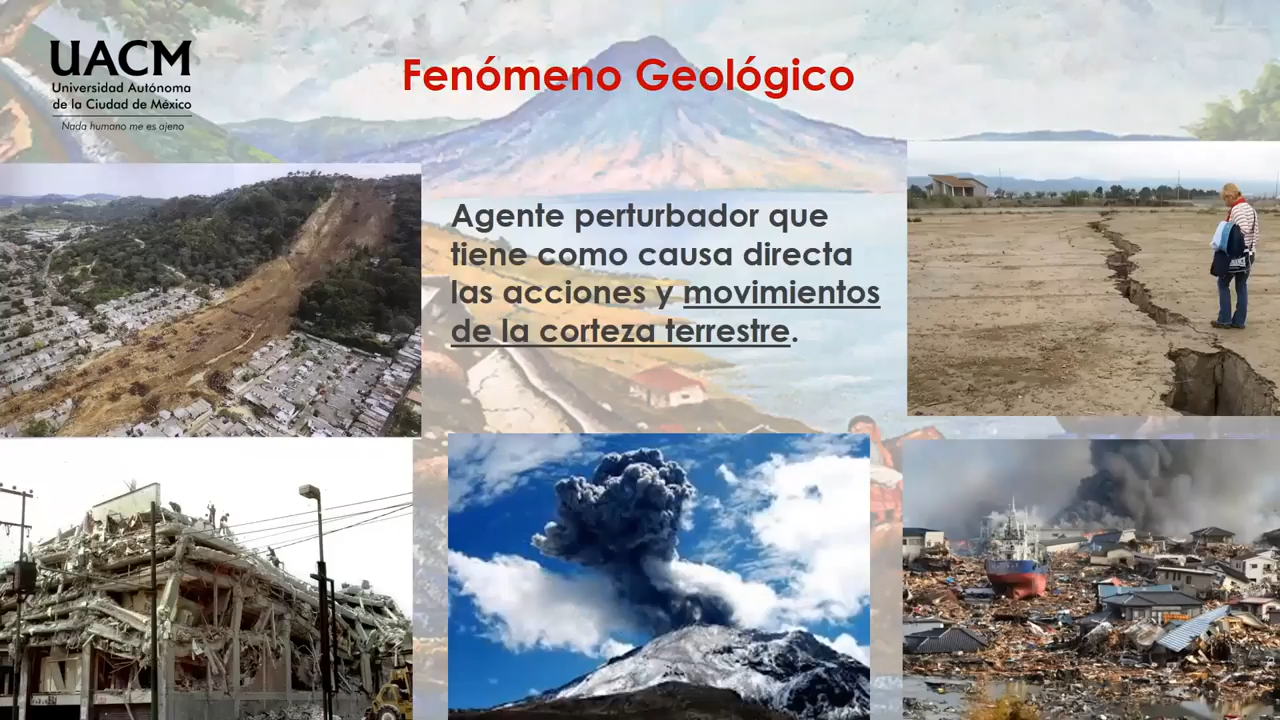 UACM
Universidad Autónoma
de la Ciudad de México
Nada humano me es ajeno
Fenómeno Geológico
Agente perturbador que
tiene como causa directa
las acciones y movimientos
de la corteza terrestre.